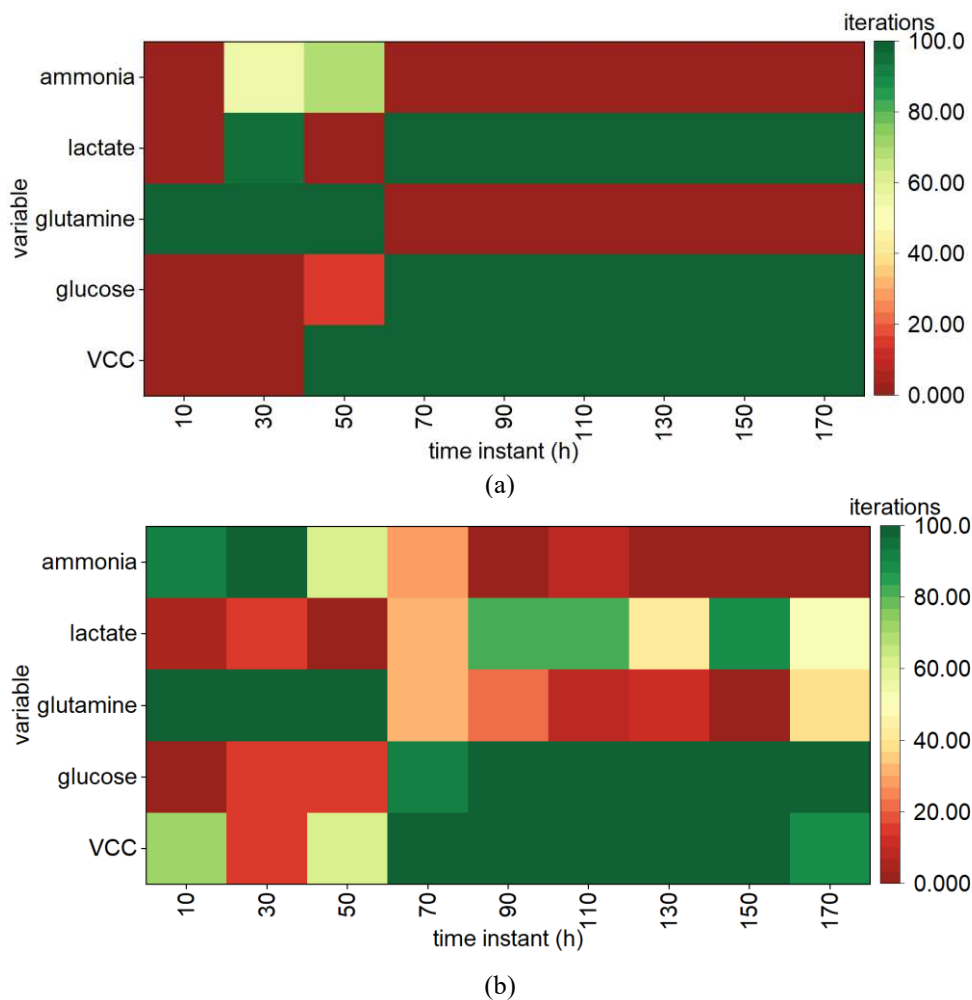 iterations
100.0
80.00
60.00
40.00
20.00
0.000
variable
ammonia
lactate
glutamine
glucose
VCC
10 30 50 70 90 110 130 150 170
time instant (h)
(a)
iterations
100.0
80.00
60.00
40.00
20.00
0.000
variable
ammonia
lactate
glutamine
glucose
VCC
10 30 50 70 90 110 130 150 170
time instant (h)
(b)